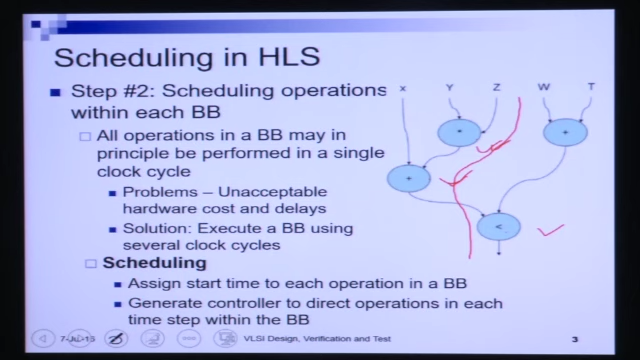 Scheduling in HLS
Step #2: Scheduling operations
within each BB
All operations in a BB may in
principle be performed in a single
clock cycle
Problems – Unacceptable
hardware cost and delays
Solution: Execute a BB using
several clock cycles
Scheduling
Assign start time to each operation in a BB
Generate controller to direct operations in each
time step within the BB
x Y Z W T
* +
+
<
VLSI Design, Verification and Test
3